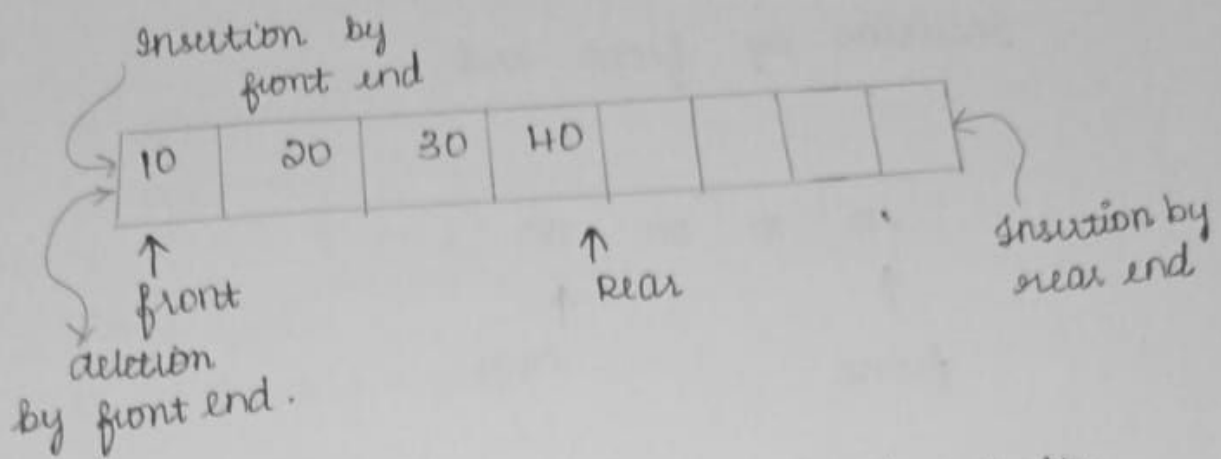 Insertion by
front end
10 20 30 40
Insertion by
rear end
front
Rear
deletion
by front end.